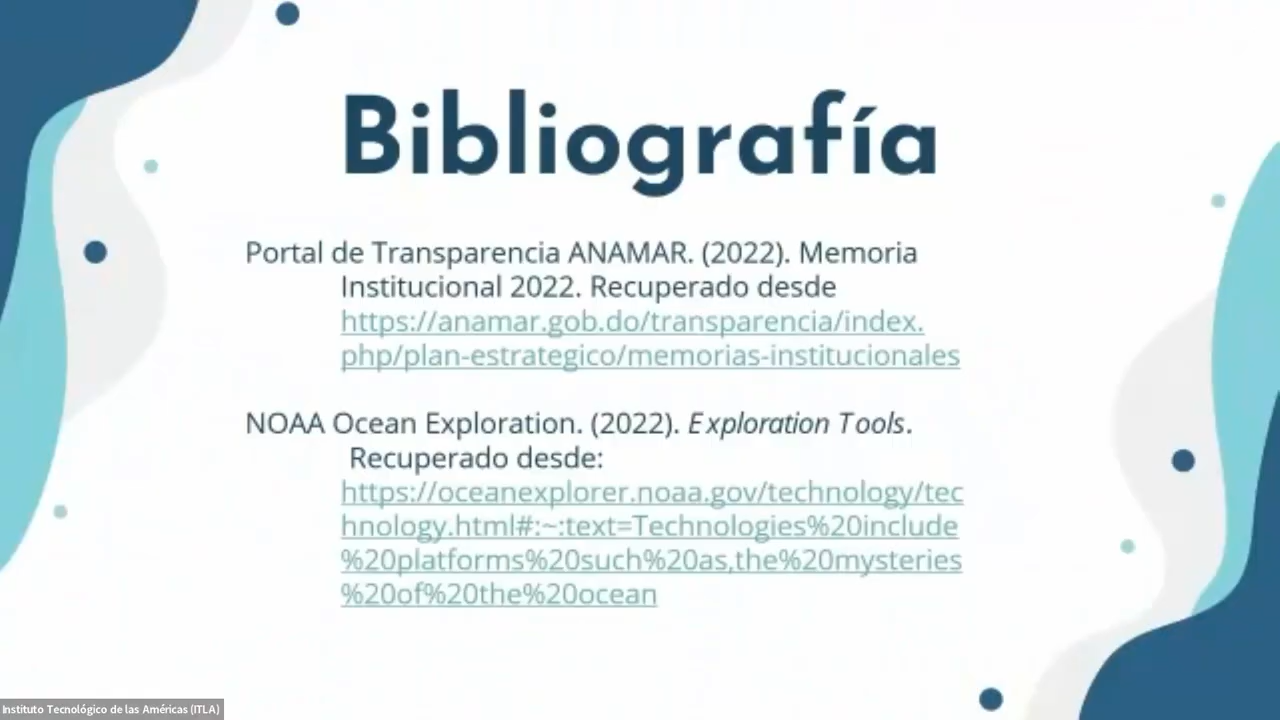 Bibliografía
Portal de Transparencia ANAMAR. (2022). Memoria
Institucional 2022. Recuperado desde
https://anamar.gob.do/transparencia/index.
php/plan-estrategico/memorias-institucionales
NOAA Ocean Exploration. (2022). Exploration Tools.
Recuperado desde:
https://oceanexplorer.noaa.gov/technology/tec
hnology.html#:~:text=Technologies%20include
%20platforms%20such%20as,the%20mysteries
%20of%20the%20ocean
Instituto Tecnológico de las Américas (ITLA)